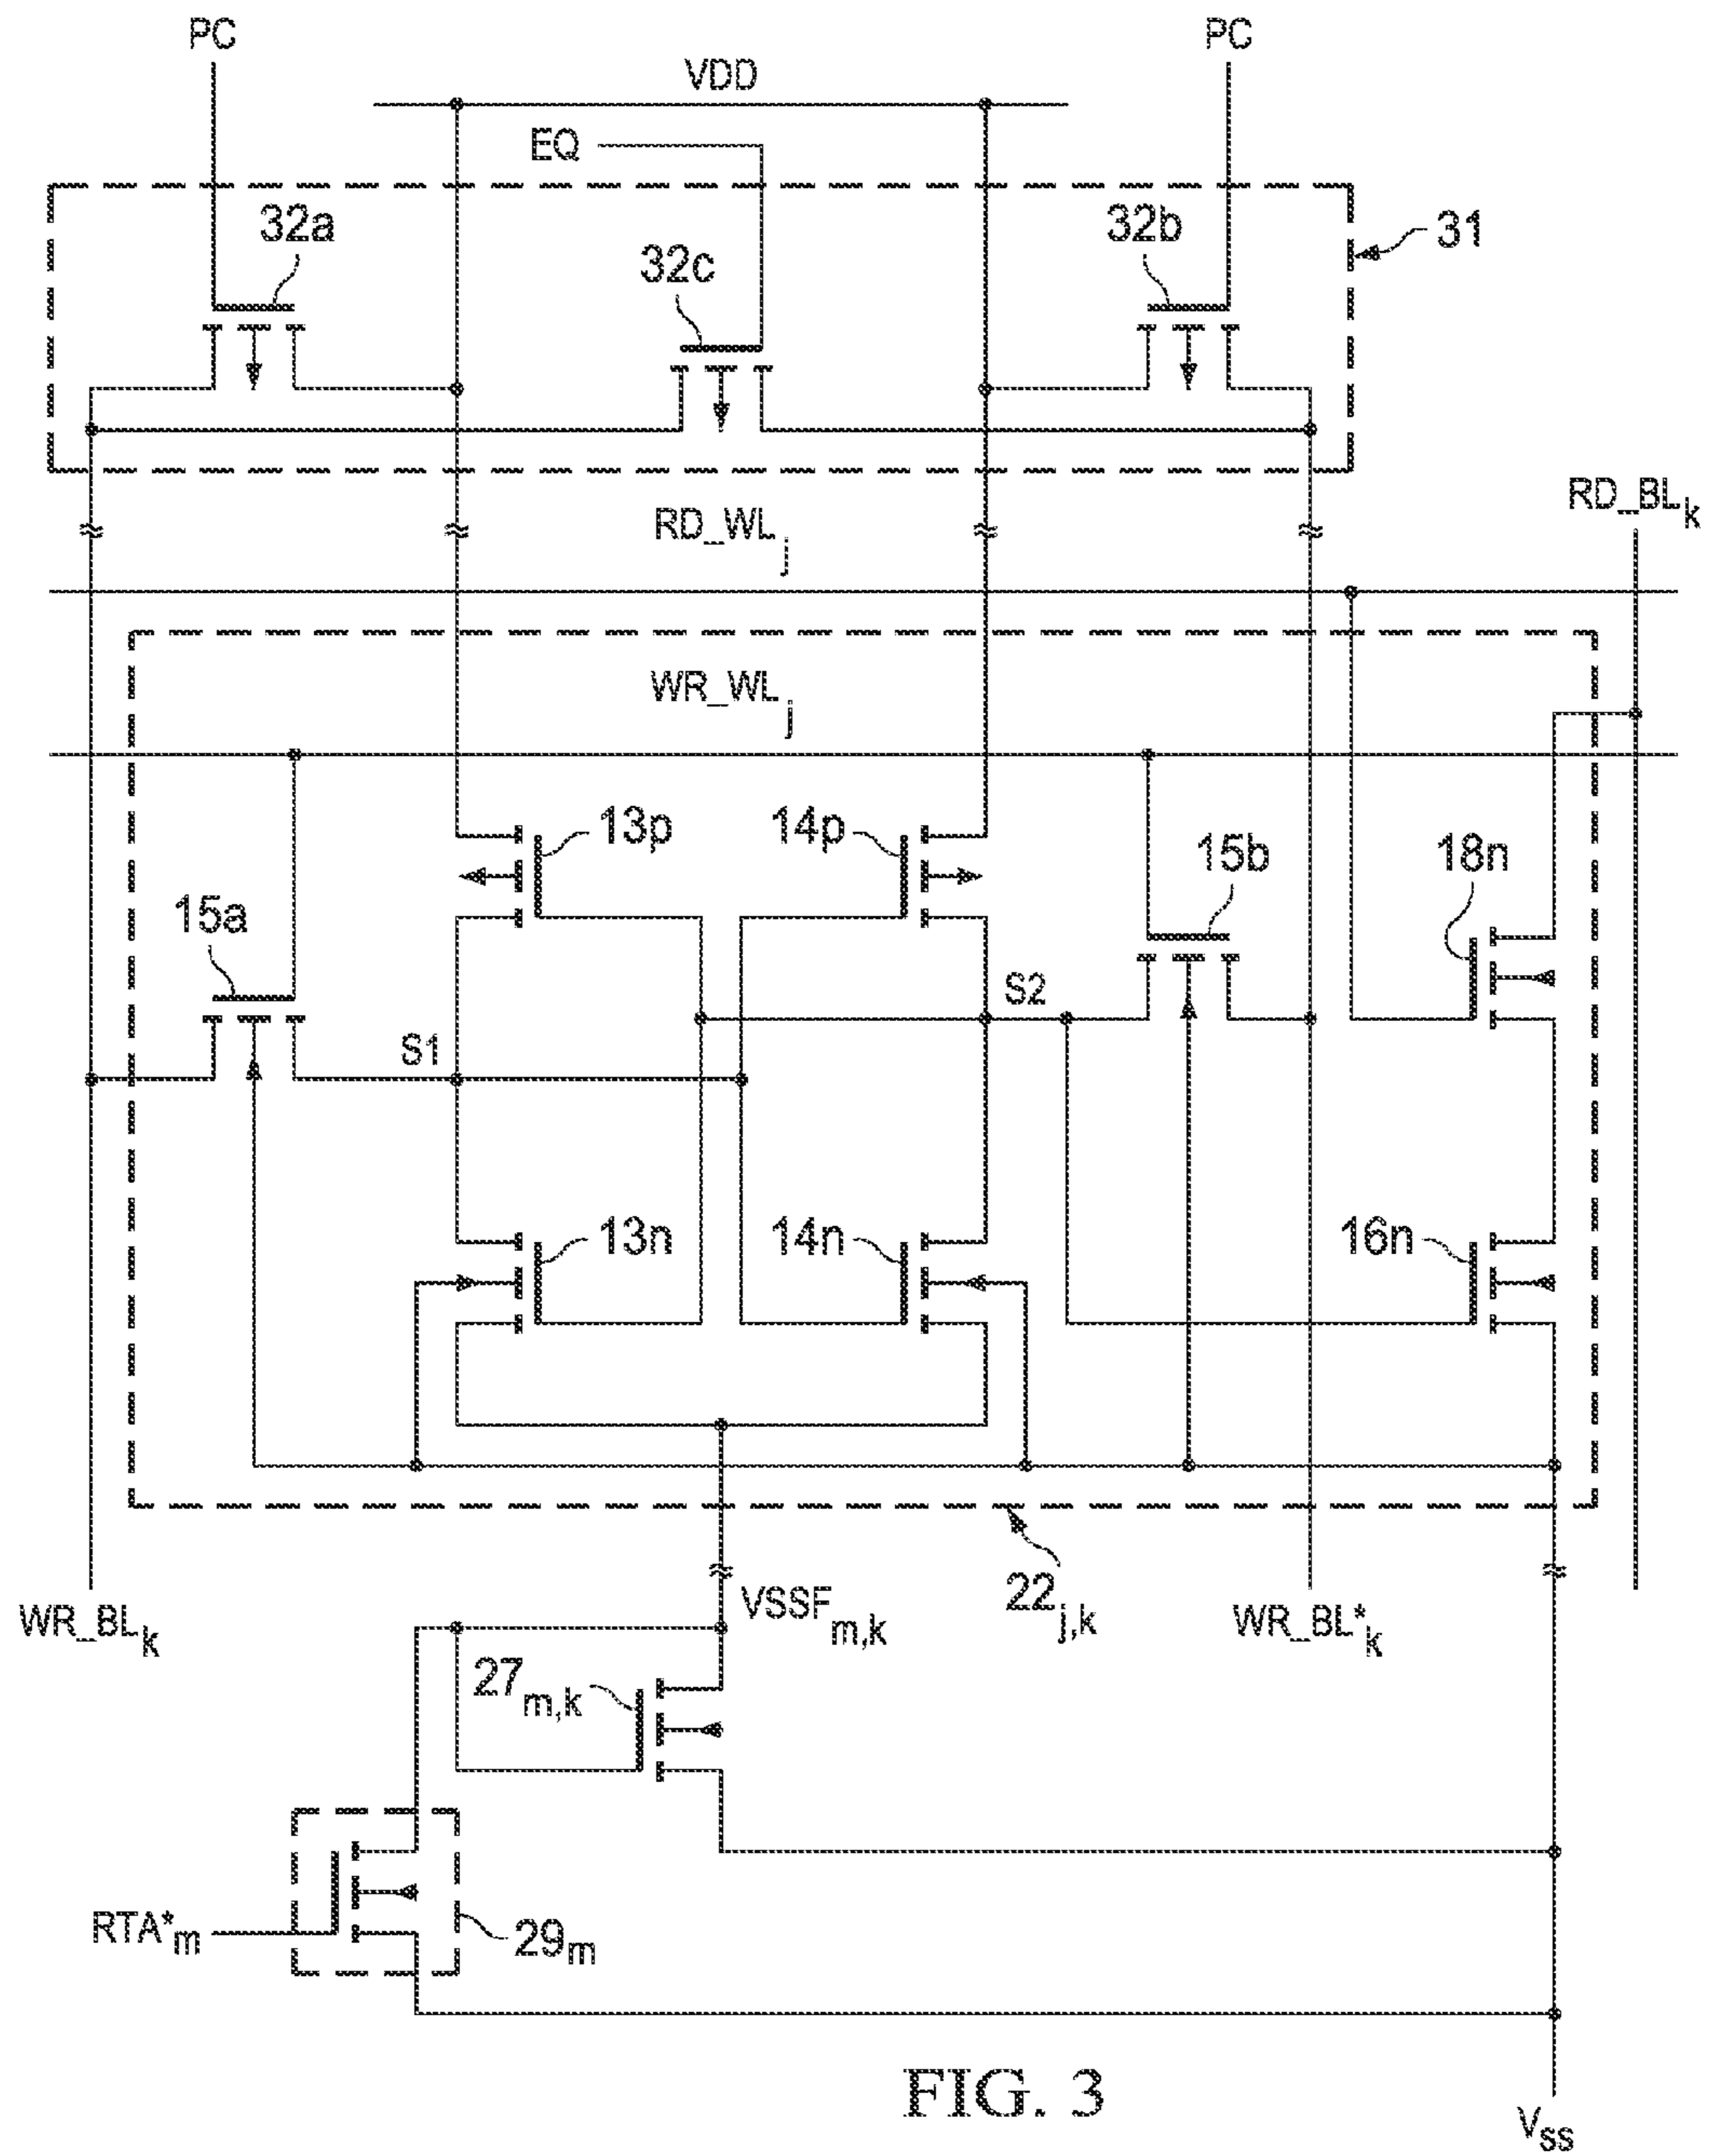 PC
PC
VDD
EQ
32a
32b
31
32c
RD_BLk
RD_WLj
WR_WLj
13p
14p
15b
18n
15a
S2
S1
13n
14n
16n
VSSFm,k
22j,k
WR_BLk
WR_BL*k
27m,k
RTA*m
29m
FIG. 3
Vss